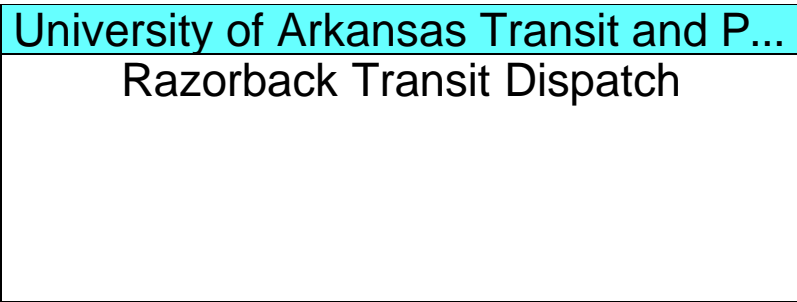 University of Arkansas Transit and P...
Razorback Transit Dispatch